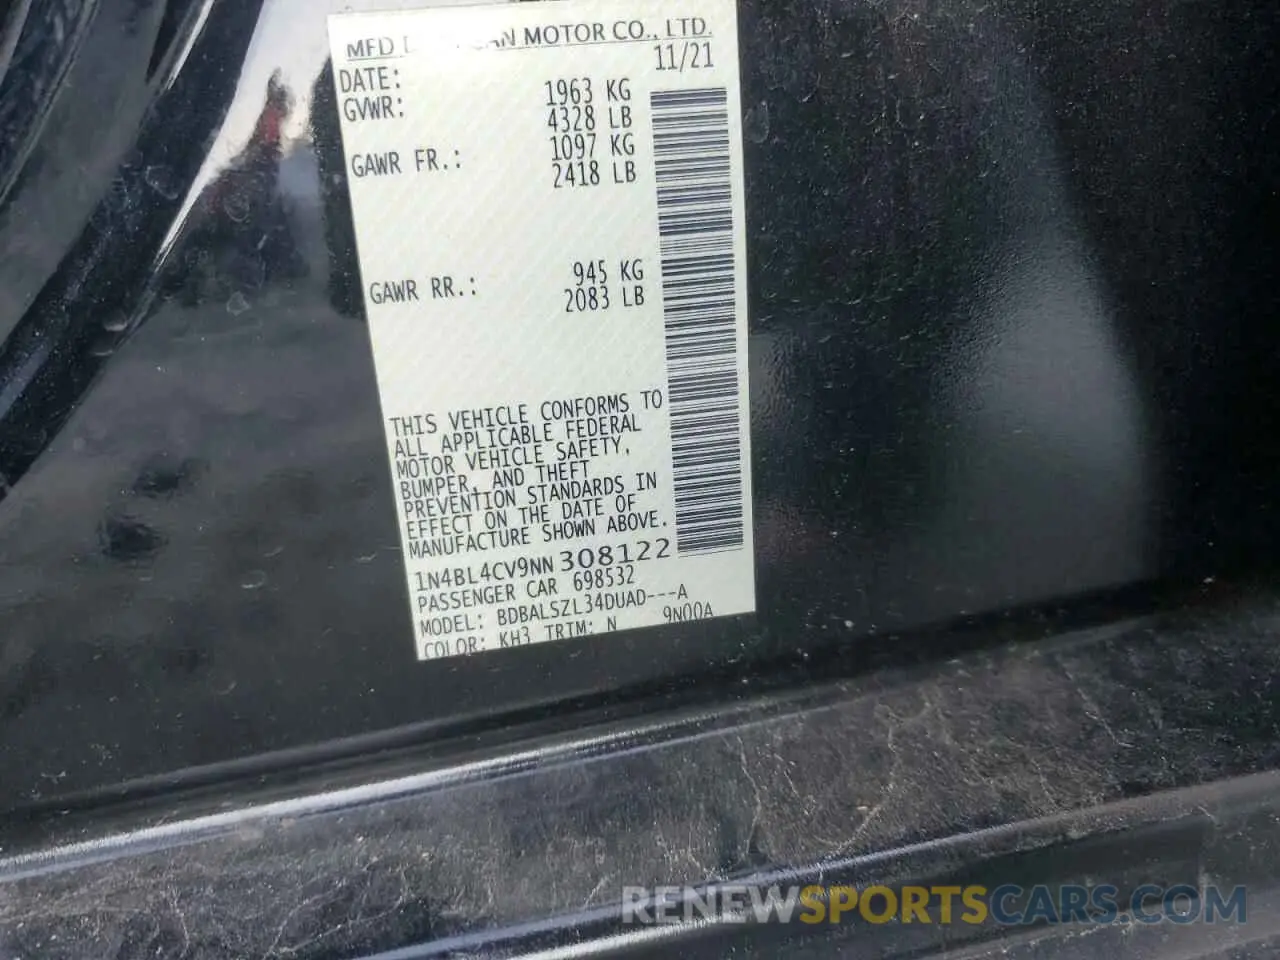 MFD MOTOR CO., LTD.
DATE: 11/21
GVWR: 1963 KG
4328 LB
GAWR FR.: 1097 KG
2418 LB
GAWR RR.: 945 KG
2083 LB
THIS VEHICLE CONFORMS TO
ALL APPLICABLE FEDERAL
MOTOR VEHICLE SAFETY,
BUMPER, AND THEFT
PREVENTION STANDARDS IN
EFFECT ON THE DATE OF
MANUFACTURE SHOWN ABOVE.
1N4BL4CV9NN308122
PASSENGER CAR 698532
MODEL: BDBALSZL34DUAD---A
COLOR: KH3 TRIM: N 9N00A
RENEWSPORTSCARS.COM